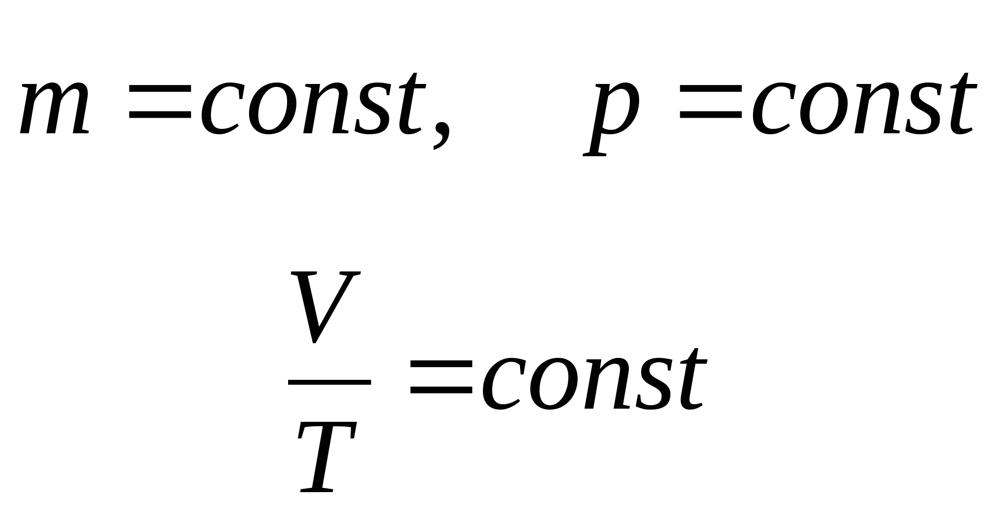 m = const, p = const
V/T = const